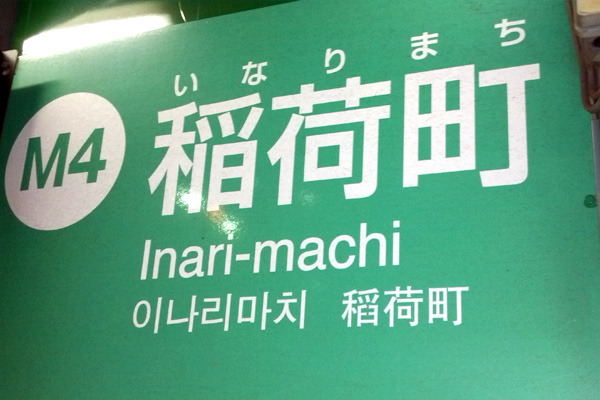 いなりまち
M4 稲荷町
Inari-machi
이나리마치 稲荷町